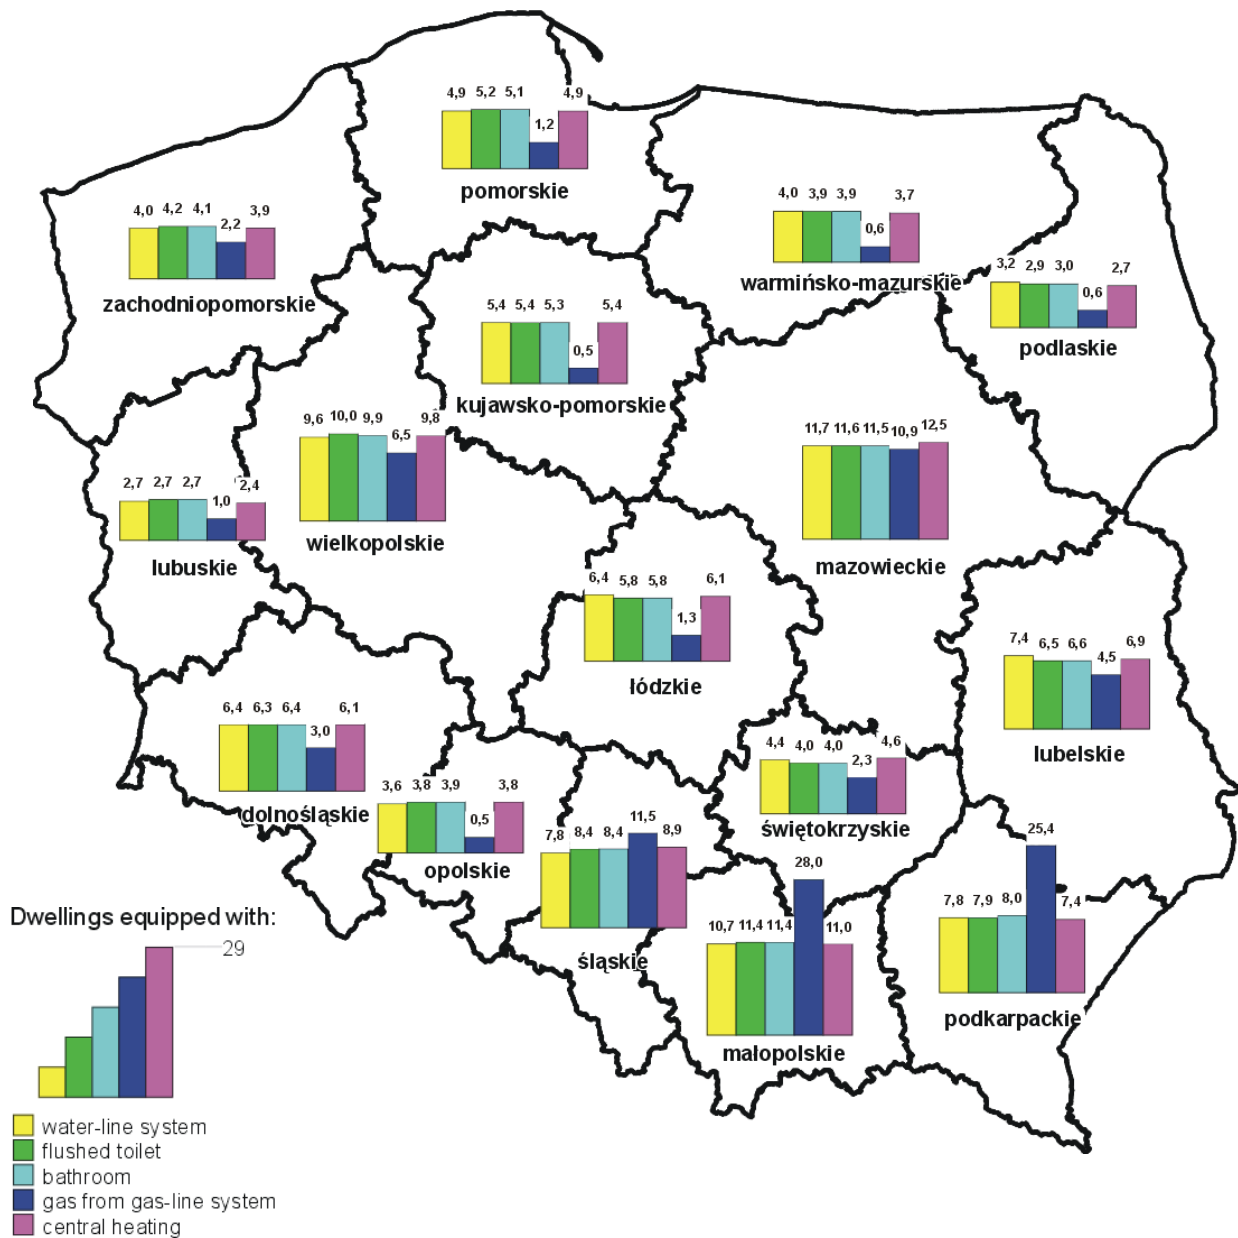 4,9 5,2 5,1 1,2 4,9
pomorskie
4,0 3,9 3,9 0,6 3,7
warmińsko-mazurskie
4,0 4,2 4,1 2,2 3,9
zachodniopomorskie
3,2 2,9 3,0 0,6 2,7
podlaskie
5,4 5,4 5,3 0,5 5,4
kujawsko-pomorskie
9,6 10,0 9,9 6,5 9,8
wielkopolskie
11,7 11,6 11,5 10,9 12,5
mazowieckie
2,7 2,7 2,7 1,0 2,4
lubuskie
6,4 5,8 5,8 1,3 6,1
łódzkie
7,4 6,5 6,6 4,5 6,9
lubelskie
6,4 6,3 6,4 3,0 6,1
dolnośląskie
4,4 4,0 4,0 2,3 4,6
świętokrzyskie
3,6 3,8 3,9 0,5 3,8
opolskie
7,8 8,4 8,4 11,5 8,9
śląskie
10,7 11,4 11,4 28,0 11,0
małopolskie
7,8 7,9 8,0 25,4 7,4
podkarpackie
Dwellings equipped with:
29
water-line system
flushed toilet
bathroom
gas from gas-line system
central heating